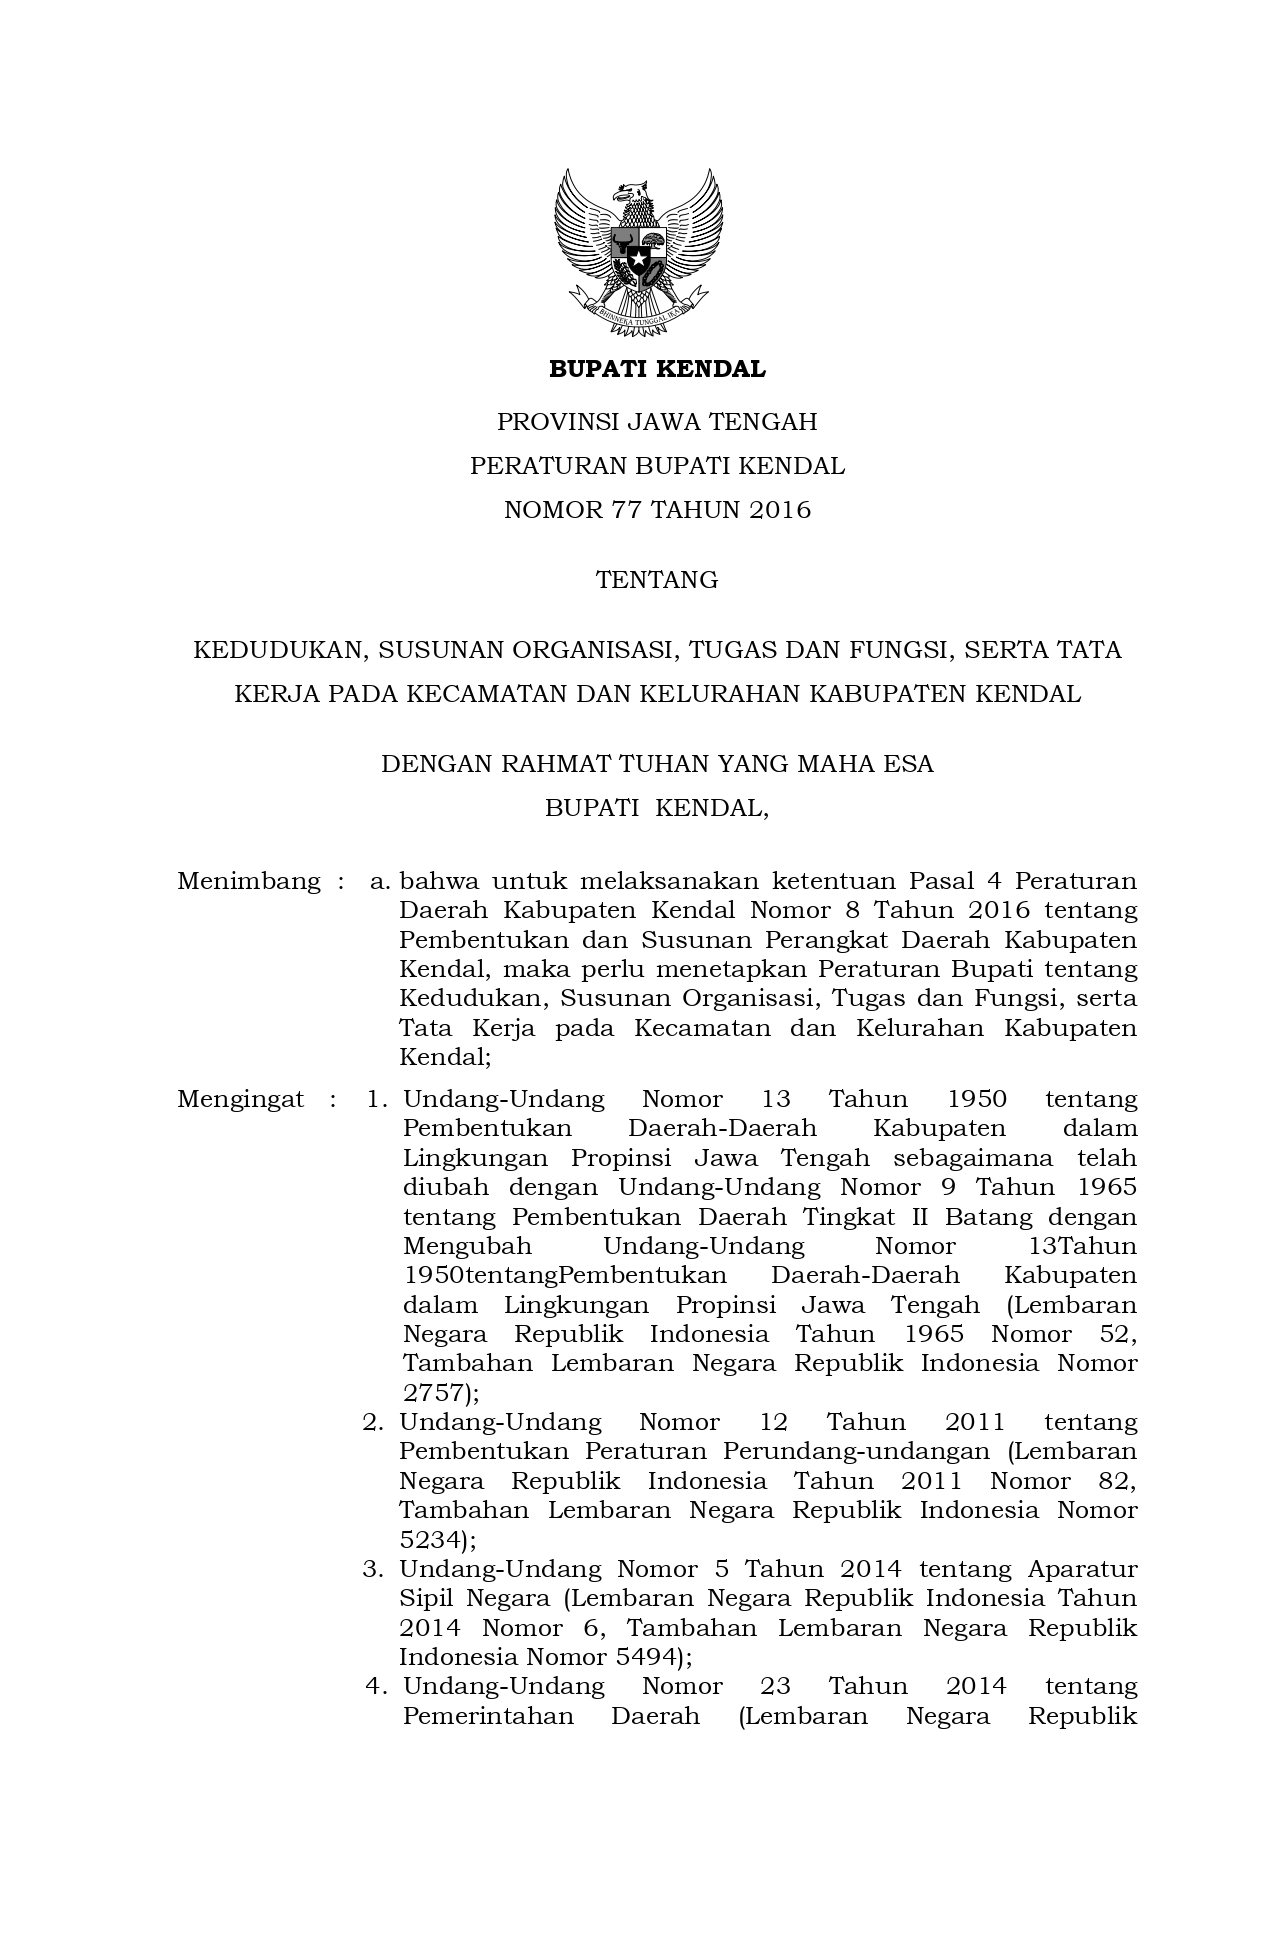 BHINNEKA TUNGGAL IKA
BUPATI KENDAL
PROVINSI JAWA TENGAH
PERATURAN BUPATI KENDAL
NOMOR 77 TAHUN 2016
TENTANG
KEDUDUKAN, SUSUNAN ORGANISASI, TUGAS DAN FUNGSI, SERTA TATA
KERJA PADA KECAMATAN DAN KELURAHAN KABUPATEN KENDAL
DENGAN RAHMAT TUHAN YANG MAHA ESA
BUPATI KENDAL,
Menimbang : a. bahwa untuk melaksanakan ketentuan Pasal 4 Peraturan
Daerah Kabupaten Kendal Nomor 8 Tahun 2016 tentang
Pembentukan dan Susunan Perangkat Daerah Kabupaten
Kendal, maka perlu menetapkan Peraturan Bupati tentang
Kedudukan, Susunan Organisasi, Tugas dan Fungsi, serta
Tata Kerja pada Kecamatan dan Kelurahan Kabupaten
Kendal;
Mengingat : 1. Undang-Undang Nomor 13 Tahun 1950 tentang
Pembentukan Daerah-Daerah Kabupaten dalam
Lingkungan Propinsi Jawa Tengah sebagaimana telah
diubah dengan Undang-Undang Nomor 9 Tahun 1965
tentang Pembentukan Daerah Tingkat II Batang dengan
Mengubah Undang-Undang Nomor 13Tahun
1950tentangPembentukan Daerah-Daerah Kabupaten
dalam Lingkungan Propinsi Jawa Tengah (Lembaran
Negara Republik Indonesia Tahun 1965 Nomor 52,
Tambahan Lembaran Negara Republik Indonesia Nomor
2757);
2. Undang-Undang Nomor 12 Tahun 2011 tentang
Pembentukan Peraturan Perundang-undangan (Lembaran
Negara Republik Indonesia Tahun 2011 Nomor 82,
Tambahan Lembaran Negara Republik Indonesia Nomor
5234);
3. Undang-Undang Nomor 5 Tahun 2014 tentang Aparatur
Sipil Negara (Lembaran Negara Republik Indonesia Tahun
2014 Nomor 6, Tambahan Lembaran Negara Republik
Indonesia Nomor 5494);
4. Undang-Undang Nomor 23 Tahun 2014 tentang
Pemerintahan Daerah (Lembaran Negara Republik